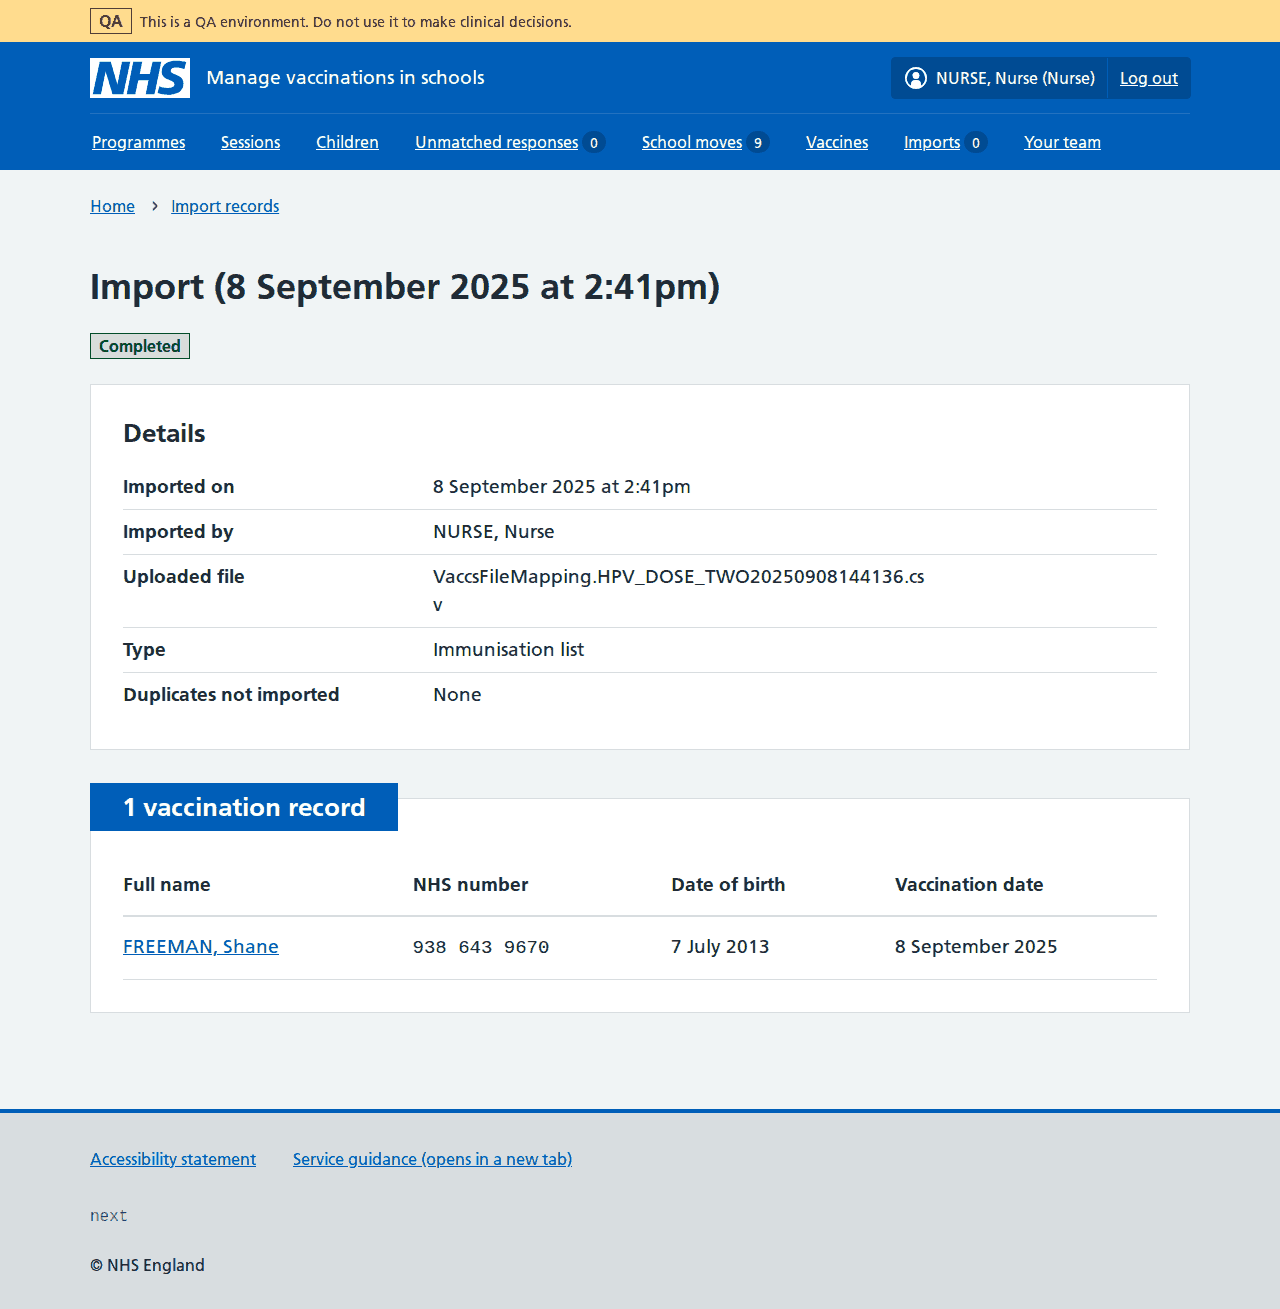 QA This is a QA environment. Do not use it to make clinical decisions.
NHS Manage vaccinations in schools NURSE, Nurse (Nurse) Log out
Programmes Sessions Children Unmatched responses 0 School moves 9 Vaccines Imports 0 Your team
Home › Import records
Import (8 September 2025 at 2:41pm)
Completed
Details
Imported on 8 September 2025 at 2:41pm
Imported by NURSE, Nurse
Uploaded file VaccsFileMapping.HPV_DOSE_TWO20250908144136.cs
v
Type Immunisation list
Duplicates not imported None
1 vaccination record
Full name NHS number Date of birth Vaccination date
FREEMAN, Shane 938 643 9670 7 July 2013 8 September 2025
Accessibility statement Service guidance (opens in a new tab)
next
© NHS England